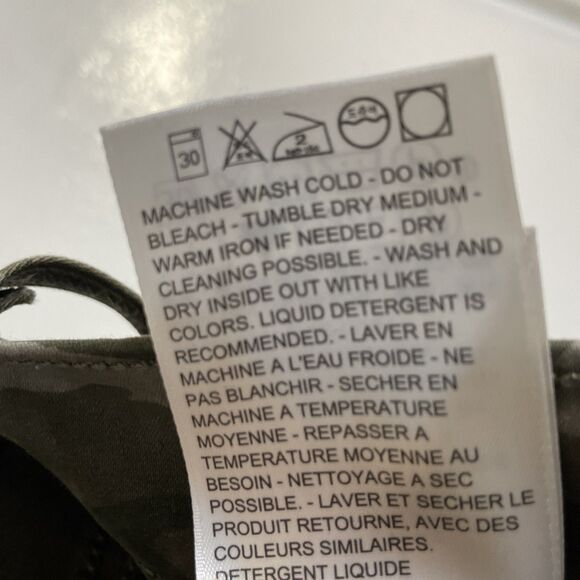 30
2
MACHINE WASH COLD - DO NOT
BLEACH - TUMBLE DRY MEDIUM -
WARM IRON IF NEEDED - DRY
CLEANING POSSIBLE. - WASH AND
DRY INSIDE OUT WITH LIKE
COLORS. LIQUID DETERGENT IS
RECOMMENDED. - LAVER EN
MACHINE A L'EAU FROIDE - NE
PAS BLANCHIR - SECHER EN
MACHINE A TEMPERATURE
MOYENNE - REPASSER A
TEMPERATURE MOYENNE AU
BESOIN - NETTOYAGE A SEC
POSSIBLE. - LAVER ET SECHER LE
PRODUIT RETOURNE, AVEC DES
COULEURS SIMILAIRES.
DETERGENT LIQUIDE